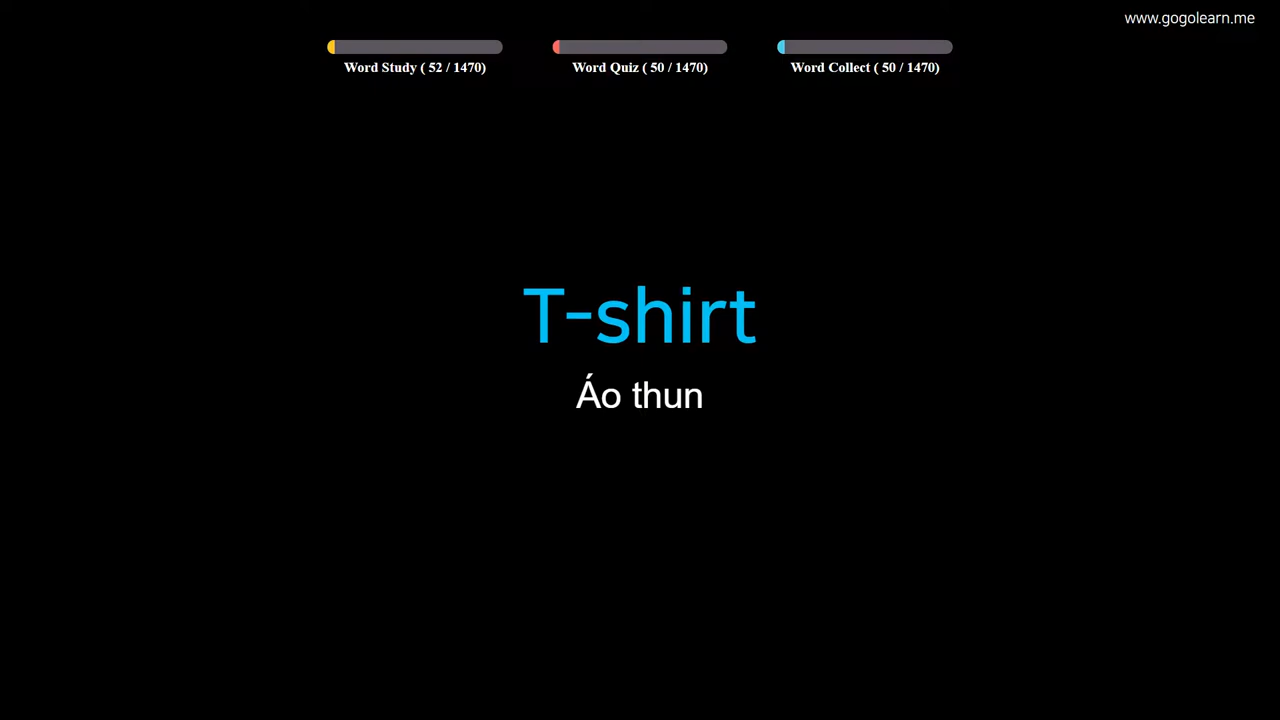 www.gogolearn.me
Word Study ( 52 / 1470)
Word Quiz ( 50 / 1470)
Word Collect ( 50 / 1470)
T-shirt
Áo thun